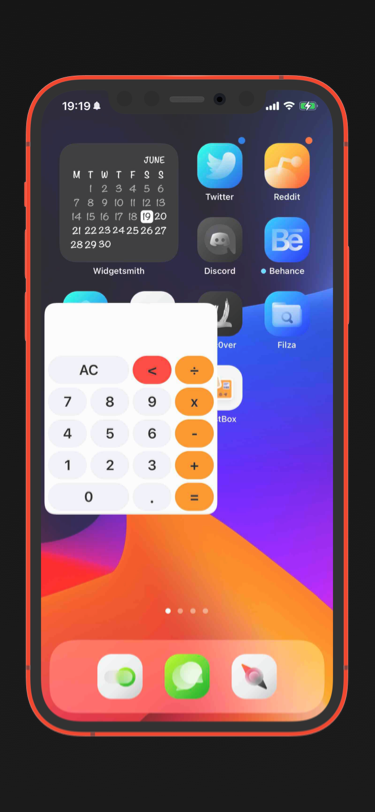 19:19
JUNE
M T W T F S S
1 2 3 4 5 6
7 8 9 10 11 12 13
14 15 16 17 18 19 20
21 22 23 24 25 26 27
28 29 30
Widgetsmith
Twitter
Reddit
Discord
Bē
Behance
Filza
AC < ÷
7 8 9 x
4 5 6 -
1 2 3 +
0 . =